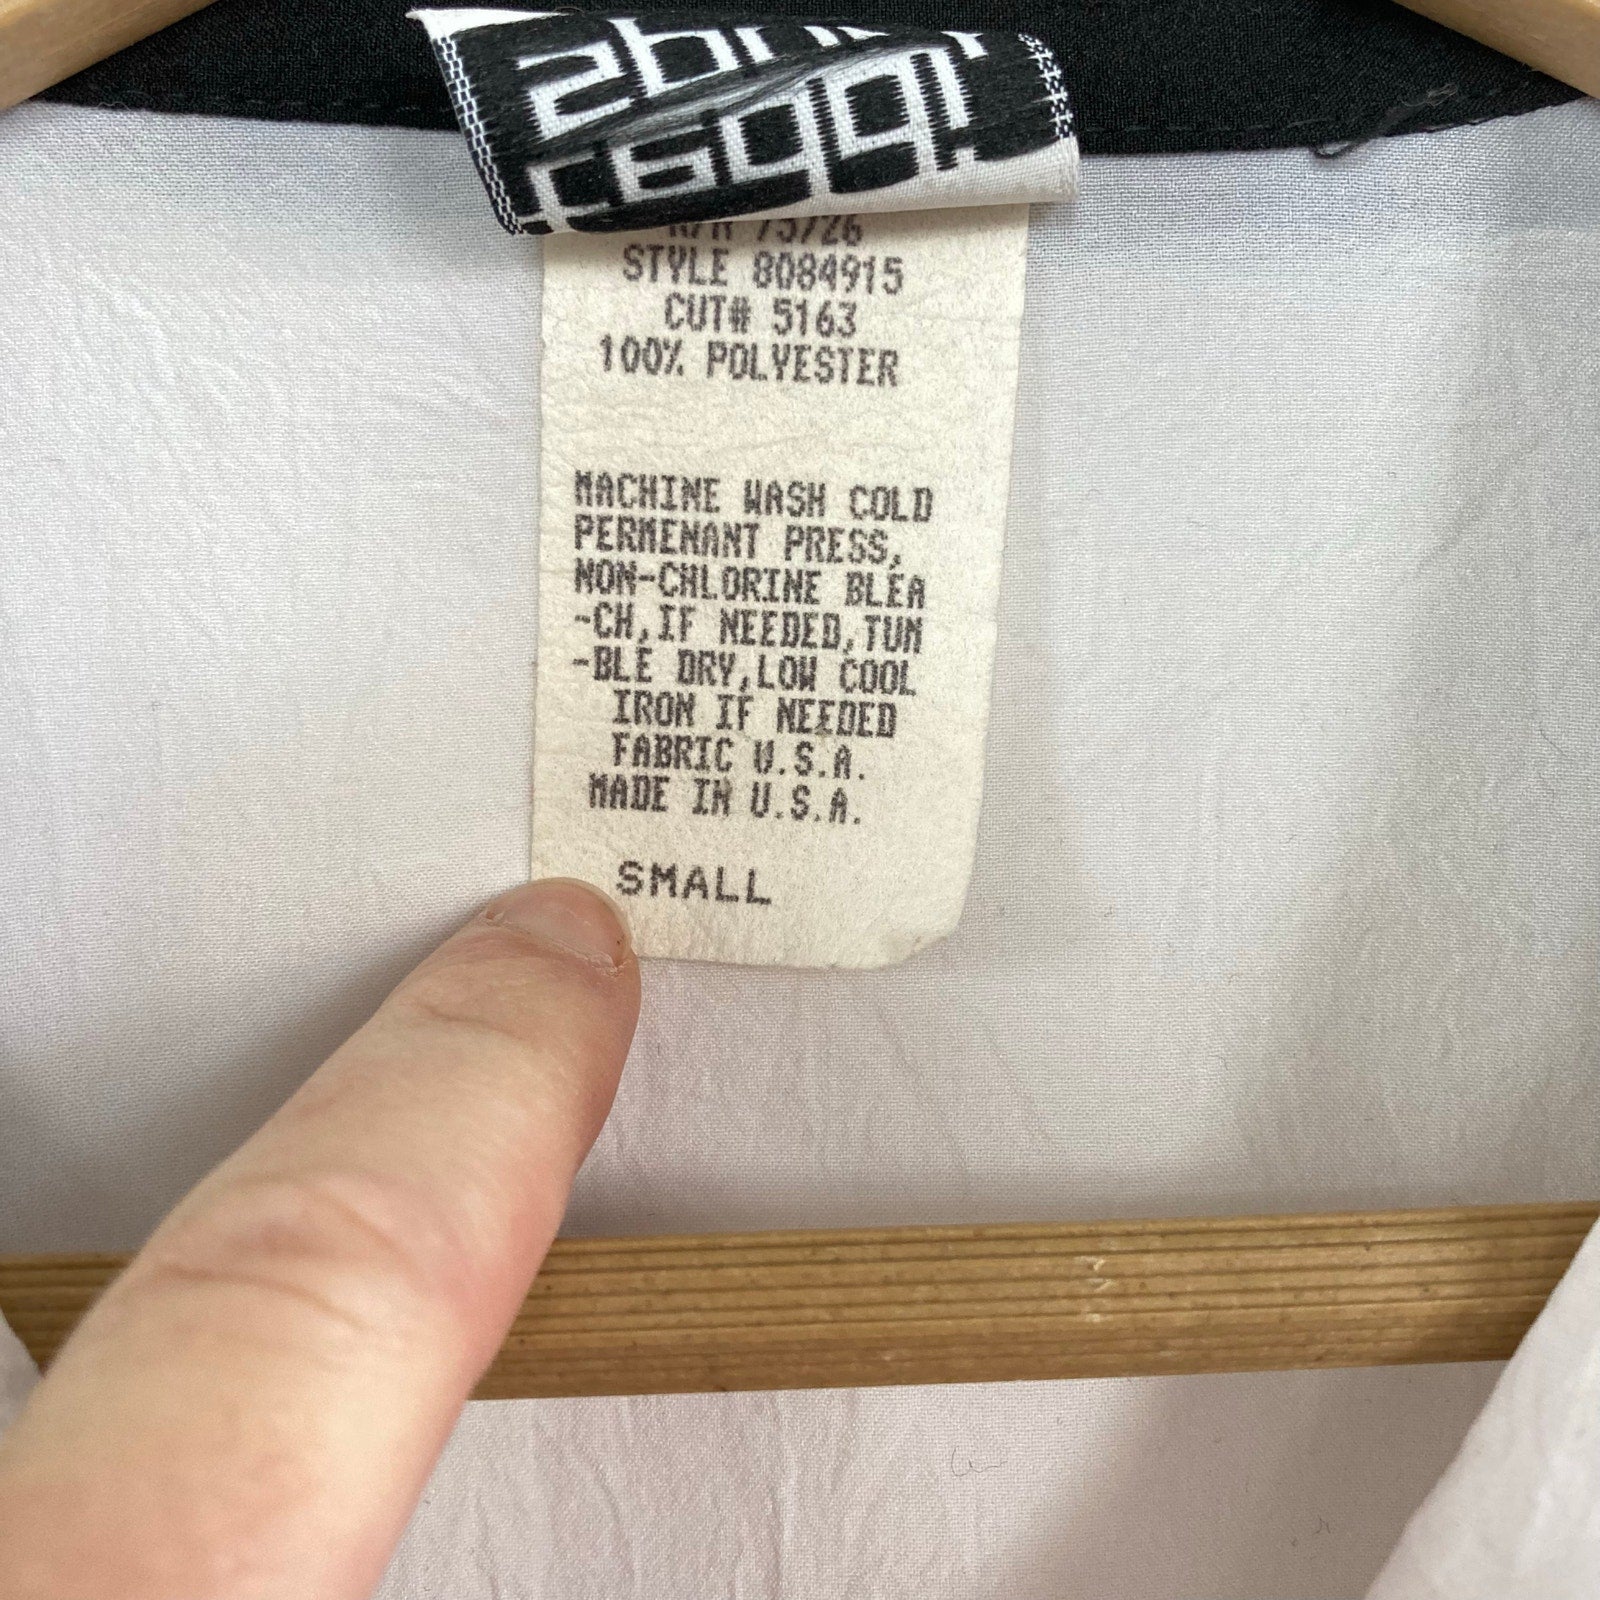 STYLE 8084915
CUT# 5163
100% POLYESTER
MACHINE WASH COLD
PERMENANT PRESS,
NON-CHLORINE BLEA
-CH,IF NEEDED,TUN
-BLE DRY,LOW COOL
IRON IF NEEDED
FABRIC U.S.A.
MADE IN U.S.A.
SMALL